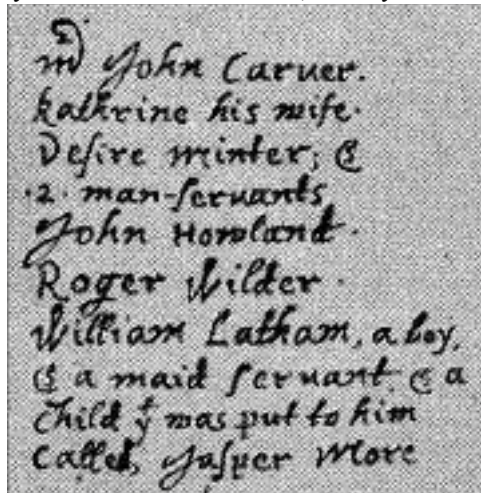 mr John Carver.
kathrine his wife.
Desire minter; &
.2. man-servants
John Howland.
Roger Wilder.
William Latham, a boy,
& a maid servant. & a
child yt was put to him
called, Jasper More